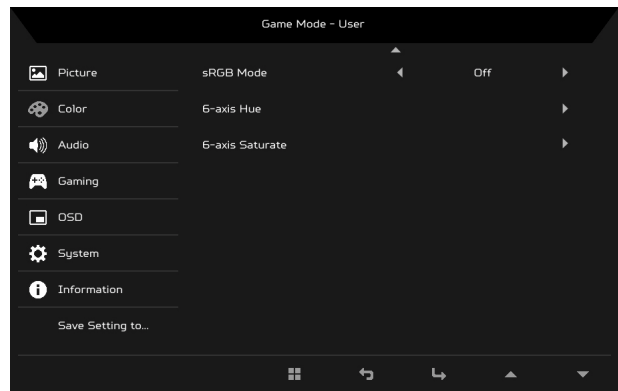 Game Mode - User
Picture
sRGB Mode Off
Color
6-axis Hue
Audio
6-axis Saturate
Gaming
OSD
System
Information
Save Setting to...